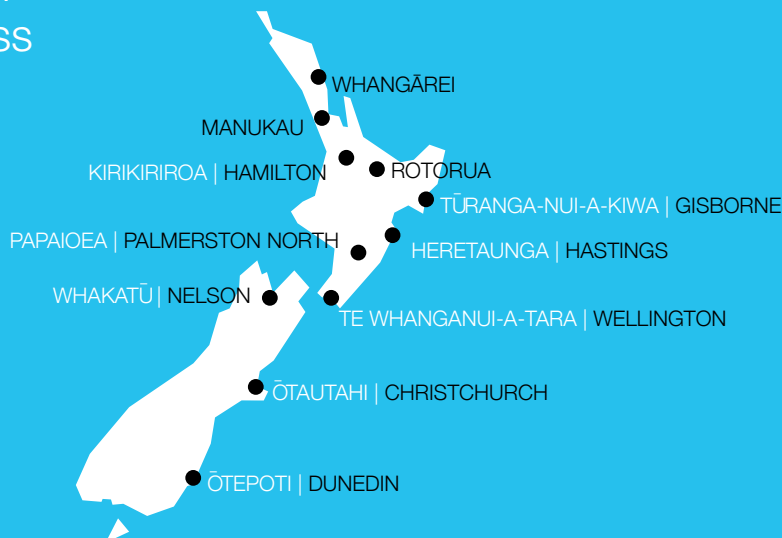 SS
WHANGĀREI
MANUKAU
KIRIKIRIROA | HAMILTON
ROTORUA
TŪRANGA-NUI-A-KIWA | GISBORNE
PAPAIOEA | PALMERSTON NORTH
HERETAUNGA | HASTINGS
WHAKATŪ | NELSON
TE WHANGANUI-A-TARA | WELLINGTON
ŌTAUTAHI | CHRISTCHURCH
ŌTEPOTI | DUNEDIN